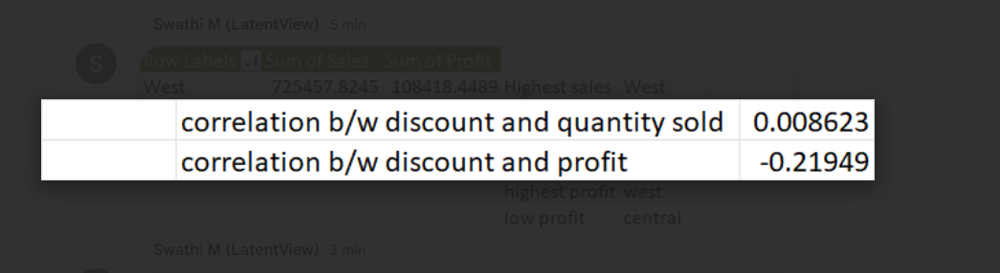 Swathi M (LatentView) 5 min
S
Row Labels Sum of Sales Sum of Profit
West 725457.8245 108418.4489 Highest sales West
correlation b/w discount and quantity sold 0.008623
correlation b/w discount and profit -0.21949
highest profit west
low profit central
Swathi M (LatentView) 3 min